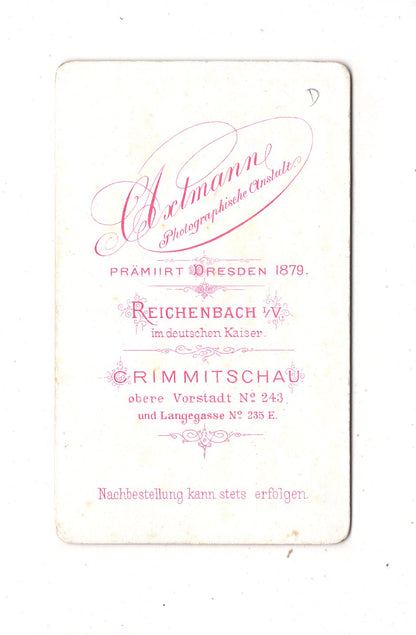 D
C. Axtmann
Photographische Anstalt.
PRÄMIIRT DRESDEN 1879.
REICHENBACH i/V.
im deutschen Kaiser.
CRIMMITSCHAU
obere Vorstadt No 243
und Langegasse No 235 E.
Nachbestellung kann stets erfolgen.